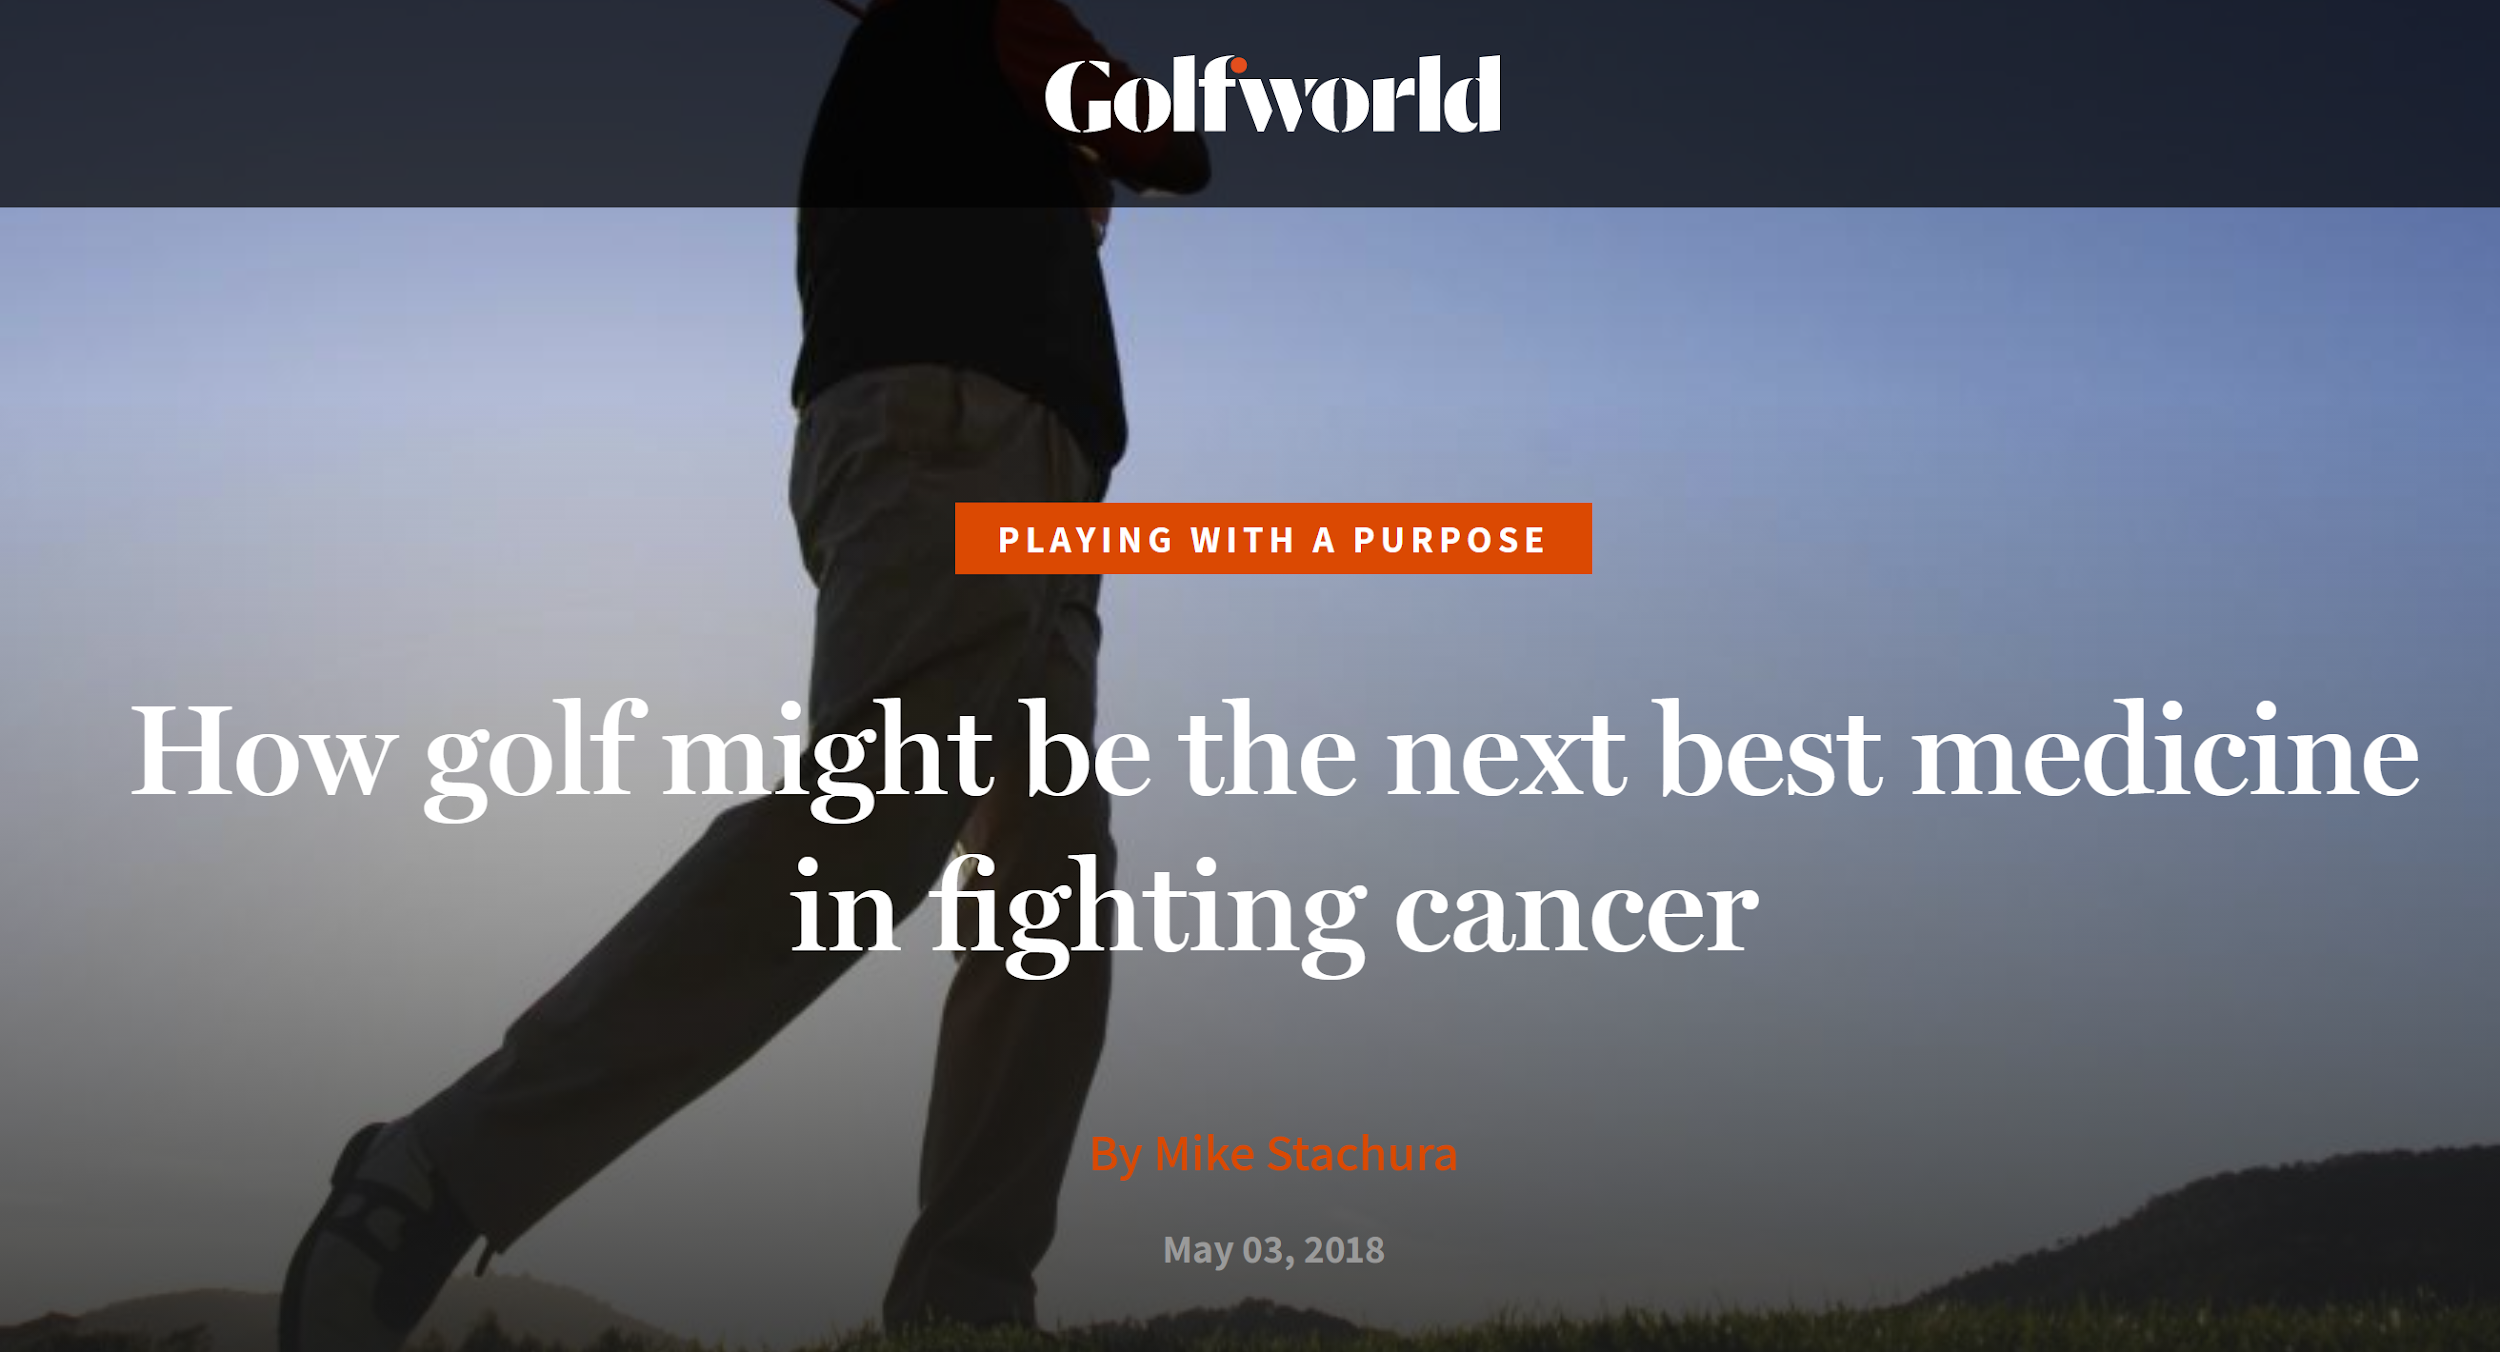 Golfworld
PLAYING WITH A PURPOSE
How golf might be the next best medicine
in fighting cancer
By Mike Stachura
May 03, 2018